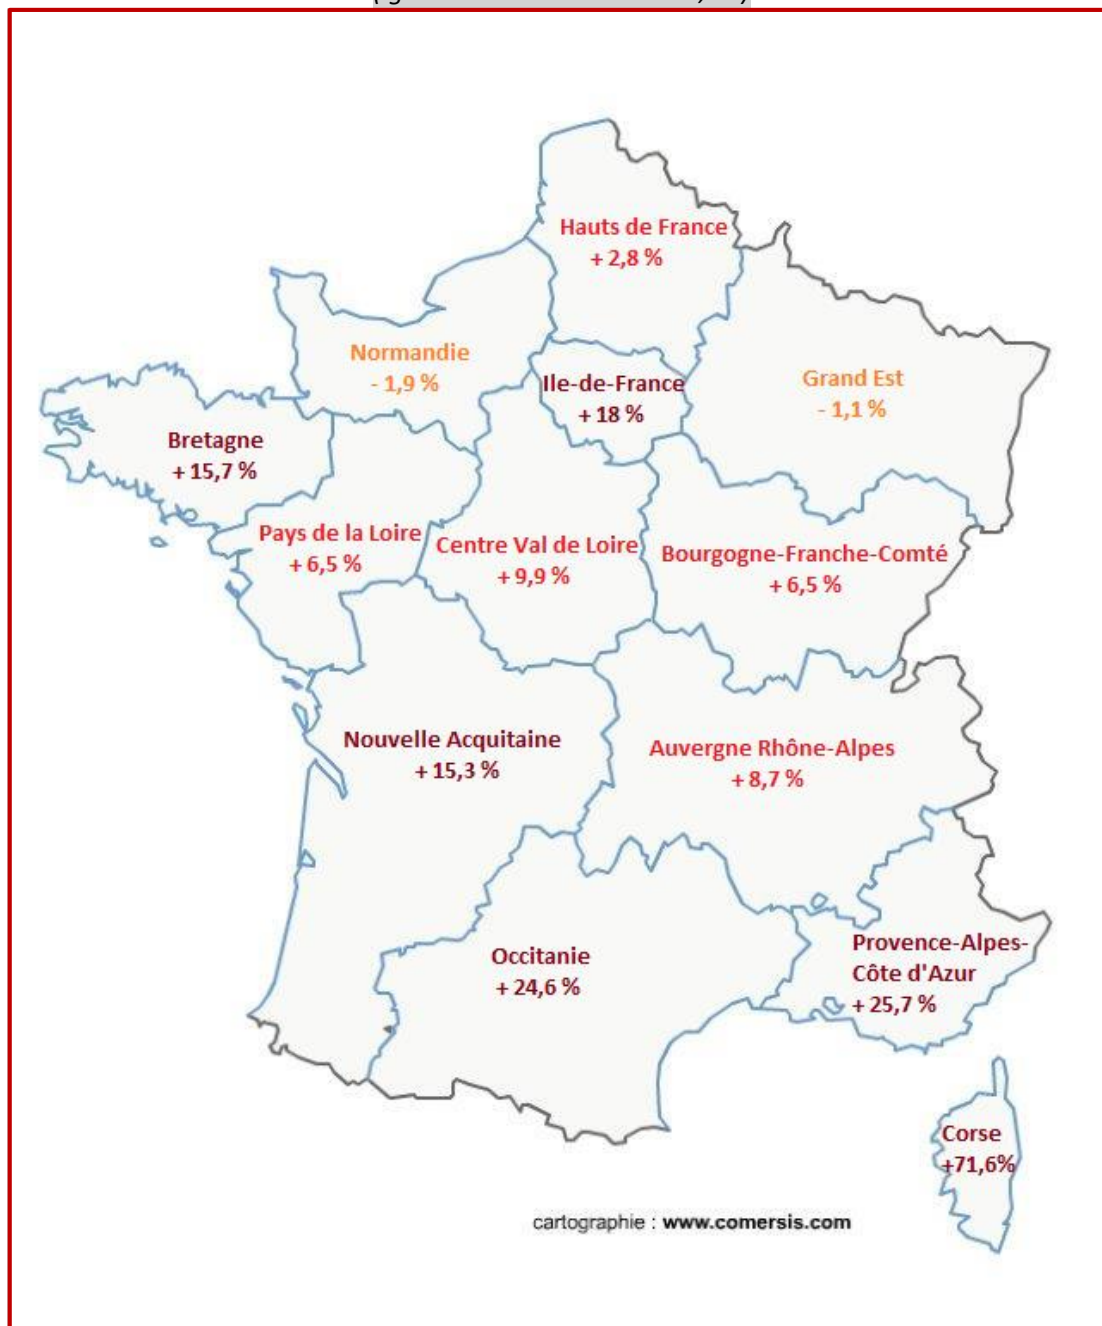 Hauts de France
+ 2,8 %
Normandie
- 1,9 %
Ile-de-France
+ 18 %
Grand Est
- 1,1 %
Bretagne
+ 15,7 %
Pays de la Loire
+ 6,5 %
Centre Val de Loire
+ 9,9 %
Bourgogne-Franche-Comté
+ 6,5 %
Nouvelle Acquitaine
+ 15,3 %
Auvergne Rhône-Alpes
+ 8,7 %
Occitanie
+ 24,6 %
Provence-Alpes-
Côte d'Azur
+ 25,7 %
Corse
+71,6%
cartographie : www.comersis.com